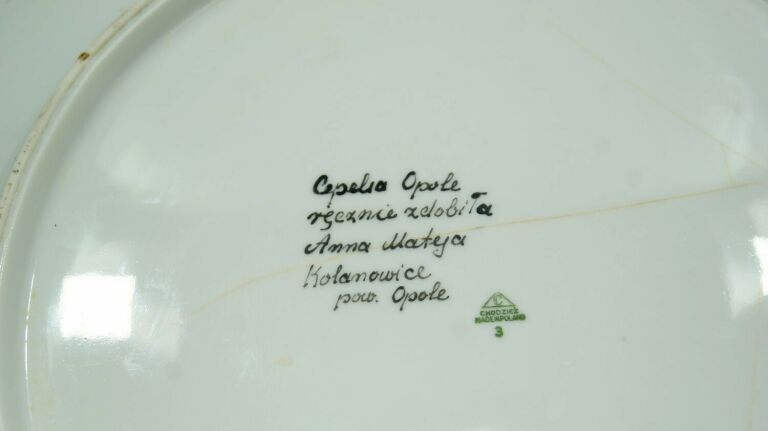 Cepelia Opole
ręcznie zdobiła
Anna Mateja
Kolanowice
pow. Opole
CHODZIEŻ
MADE IN POLAND
3